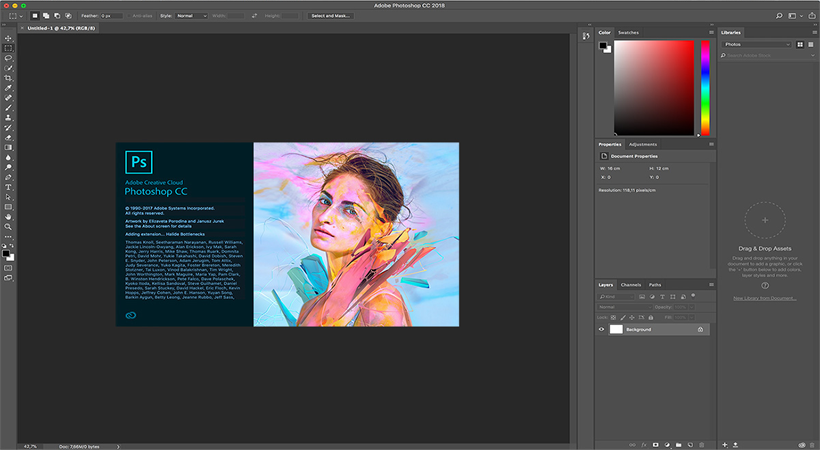 Adobe Photoshop CC 2018
Feather: 0 px
Anti-alias
Style: Normal
Width:
Height:
Select and Mask...
Untitled-1 @ 42,7% (RGB/8)
Ps
Adobe Creative Cloud
Photoshop CC
© 1990-2017 Adobe Systems Incorporated.
All rights reserved.
Artwork by Elizaveta Porodina and Janusz Jurek
See the About screen for details
Adding extension... Halide Bottlenecks
Thomas Knoll, Seetharaman Narayanan, Russell Williams,
Jackie Lincoln-Owyang, Alan Erickson, Ivy Mak, Sarah
Kong, Jerry Harris, Mike Shaw, Thomas Ruark, Domnita
Petri, David Mohr, Yukie Takahashi, David Dobish, Steven
E. Snyder, John Peterson, Adam Jerugim, Tom Attix,
Judy Severance, Yuko Kagita, Foster Brereton, Meredith
Stotzner, Tai Luxon, Vinod Balakrishnan, Tim Wright,
John Worthington, Mark Maguire, Maria Yap, Pam Clark,
B. Winston Hendrickson, Pete Falco, Dave Polaschek,
Kyoko Itoda, Kellisa Sandoval, Steve Guilhamet, Daniel
Presedo, Sarah Stuckey, David Hackel, Eric Floch, Kevin
Hopps, Jeffrey Cohen, John E. Hanson, Yuyan Song,
Barkin Aygun, Betty Leong, Jeanne Rubbo, Jeff Sass,
42,7%
Doc: 7,66M/0 bytes
Color
Swatches
Properties
Adjustments
Document Properties
W: 16 cm
H: 12 cm
X: 0
Y: 0
Resolution: 118,11 pixels/cm
Layers
Channels
Paths
Kind
Normal
Opacity:
Lock:
Fill:
Background
Libraries
Photos
Search Adobe Stock
Drag & Drop Assets
Drag and drop anything in your
document to add a graphic, or click
the '+' button below to add colors,
layer styles and more.
New Library from Document...